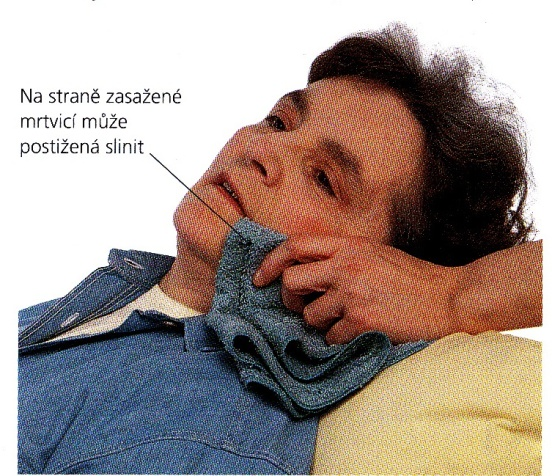 Na straně zasažené
mrtvicí může
postižená slinit